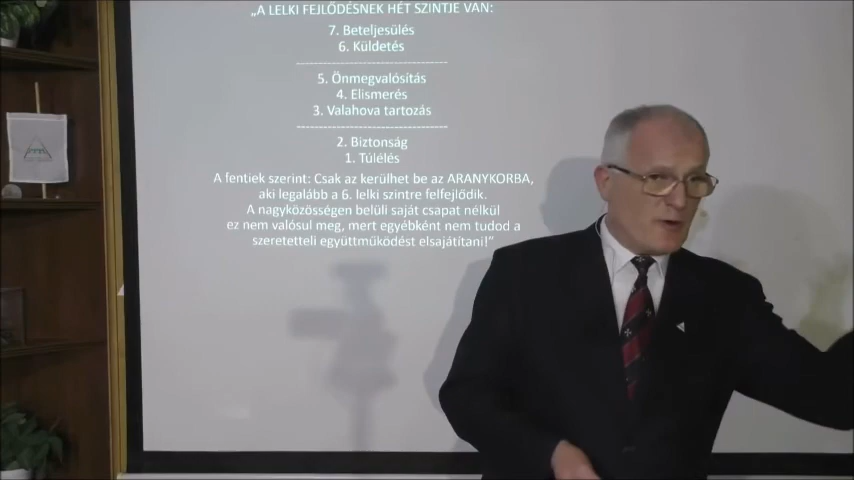 „A LELKI FEJLŐDÉSNEK HÉT SZINTJE VAN:
7. Beteljesülés
6. Küldetés
5. Önmegvalósítás
4. Elismerés
3. Valahova tartozás
2. Biztonság
1. Túlélés
A fentiek szerint: Csak az kerülhet be az ARANYKORBA,
aki legalább a 6. lelki szintre felfejlődik.
A nagyközösségen belüli saját csapat nélkül
ez nem valósul meg, mert egyébként nem tudod a
szeretetteli együttműködést elsajátítani!”